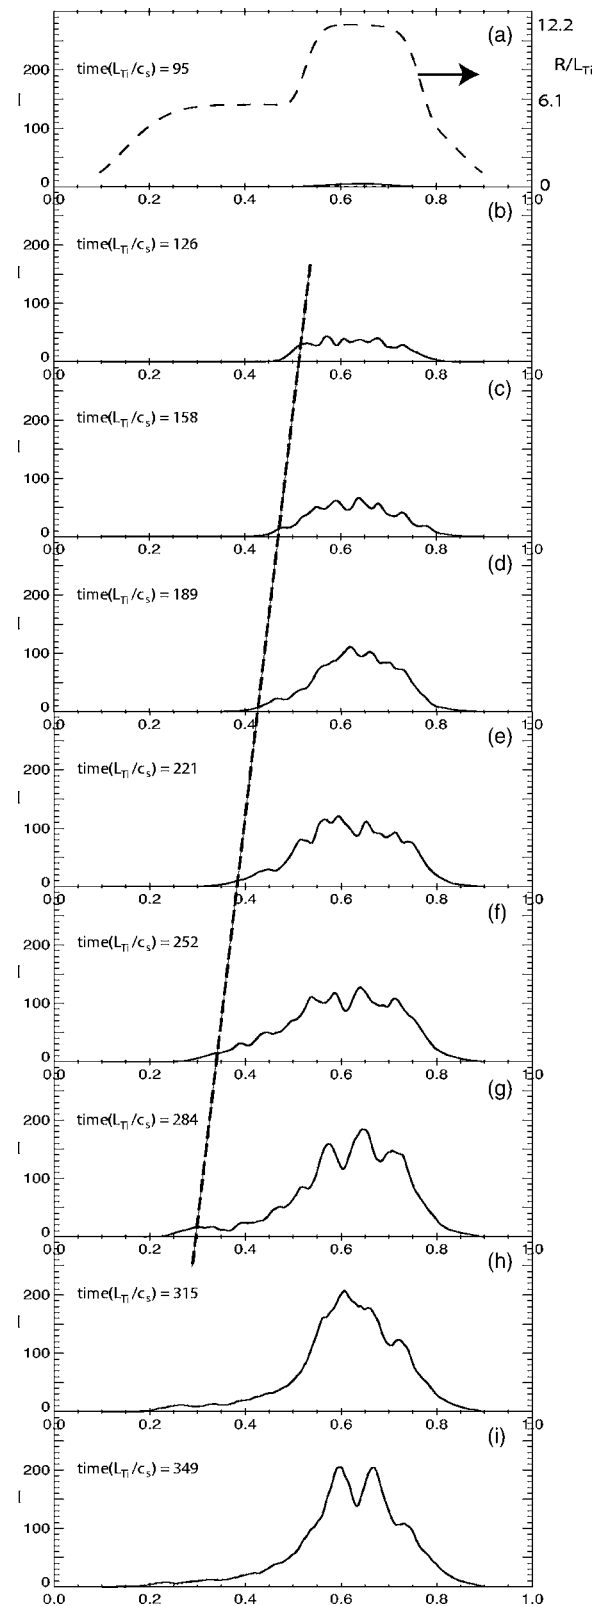 (a)
12.2
time(L_Ti/c_s) = 95
R/L_Ti
300
200
I
6.1
100
0
0
0.0 0.2 0.4 0.6 0.8 1.0
(b)
time(L_Ti/c_s) = 126
200
I
100
0
0.0 0.2 0.4 0.6 0.8 1.0
(c)
time(L_Ti/c_s) = 158
200
I
100
0
0.0 0.2 0.4 0.6 0.8 1.0
(d)
time(L_Ti/c_s) = 189
200
I
100
0
0.0 0.2 0.4 0.6 0.8 1.0
(e)
time(L_Ti/c_s) = 221
200
I
100
0
0.0 0.2 0.4 0.6 0.8 1.0
(f)
time(L_Ti/c_s) = 252
200
I
100
0
0.0 0.2 0.4 0.6 0.8 1.0
(g)
time(L_Ti/c_s) = 284
200
I
100
0
0.0 0.2 0.4 0.6 0.8 1.0
(h)
time(L_Ti/c_s) = 315
200
I
100
0
0.0 0.2 0.4 0.6 0.8 1.0
(i)
time(L_Ti/c_s) = 349
200
I
100
0
0.0 0.2 0.4 0.6 0.8 1.0